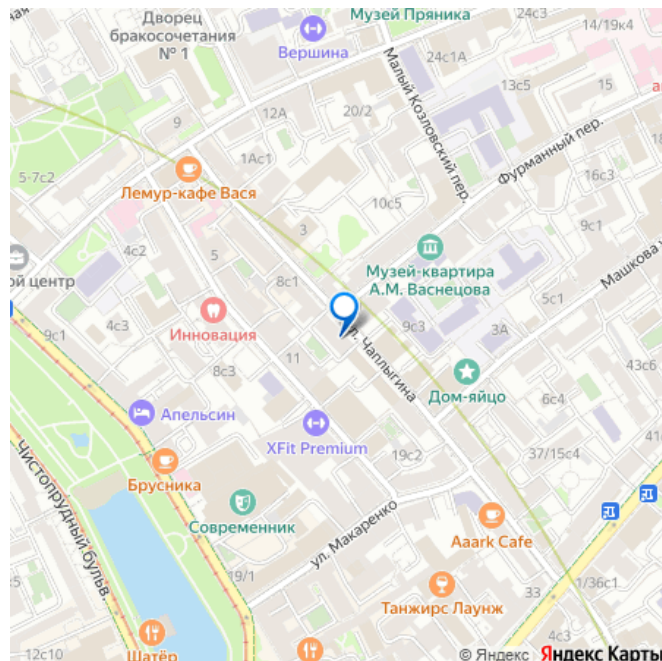 Дворец
бракосочетания
№ 1
Музей Пряника
14/19к4
24с3
Вершина
24с1А
13с5
15
9
12А
20/2
Малый Козловский пер.
Фурманный пер.
1Ас1
5-7с2
Лемур-кафе Вася
16с1
10с5
9с1
3
4с2
5
ой центр
Музей-квартира
А.М. Васнецова
Машкова
8с1
5с1
9с1
4с3
Инновация
9с3
3А
ул. Чаплыгина
11
8с3
Дом-яйцо
43с6
Апельсин
6с4
XFit Premium
37/15с4
19с2
Брусника
Чистопрудный бульв.
Современник
ул. Макаренко
Aaark Cafe
19/1
33
1/36с1
Танжирс Лаунж
12с10
Шатёр
© Яндекс Яндекс Карты